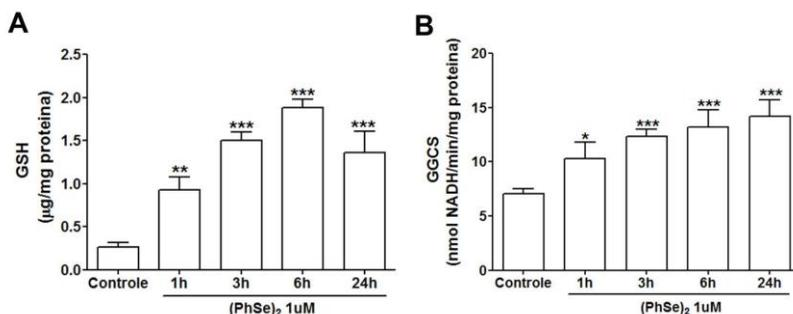 A
GSH
(µg/mg proteina)
2.5
2.0
1.5
1.0
0.5
0.0
**
***
***
***
Controle 1h 3h 6h 24h
(PhSe)₂ 1uM
B
GGCS
(nmol NADH/min/mg proteina)
20
15
10
5
0
*
***
***
***
Controle 1h 3h 6h 24h
(PhSe)₂ 1uM